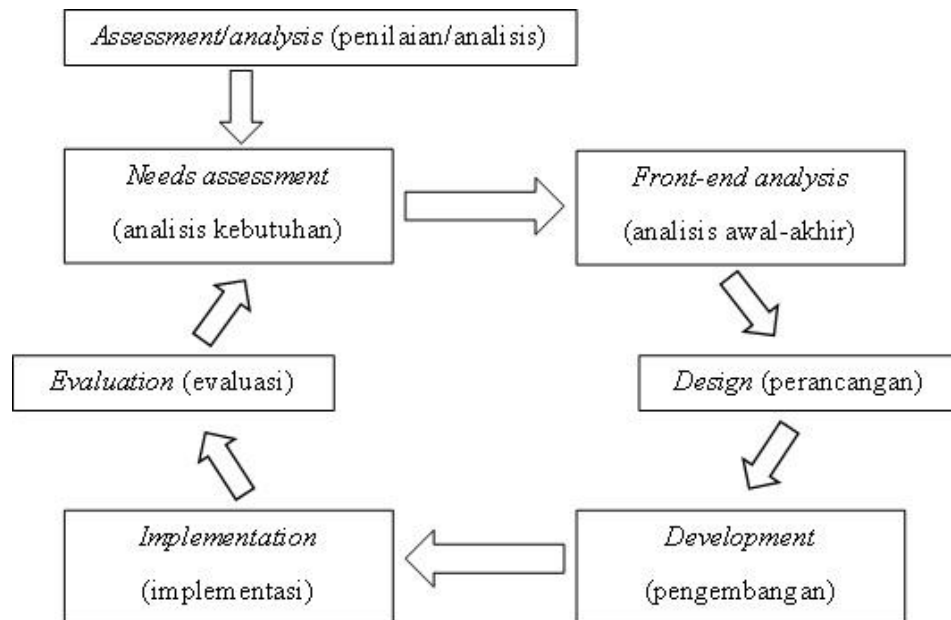 Assessment/analysis (penilaian/analisis)
Needs assessment
(analisis kebutuhan)
Front-end analysis
(analisis awal-akhir)
Evaluation (evaluasi)
Design (perancangan)
Implementation
(implementasi)
Development
(pengembangan)